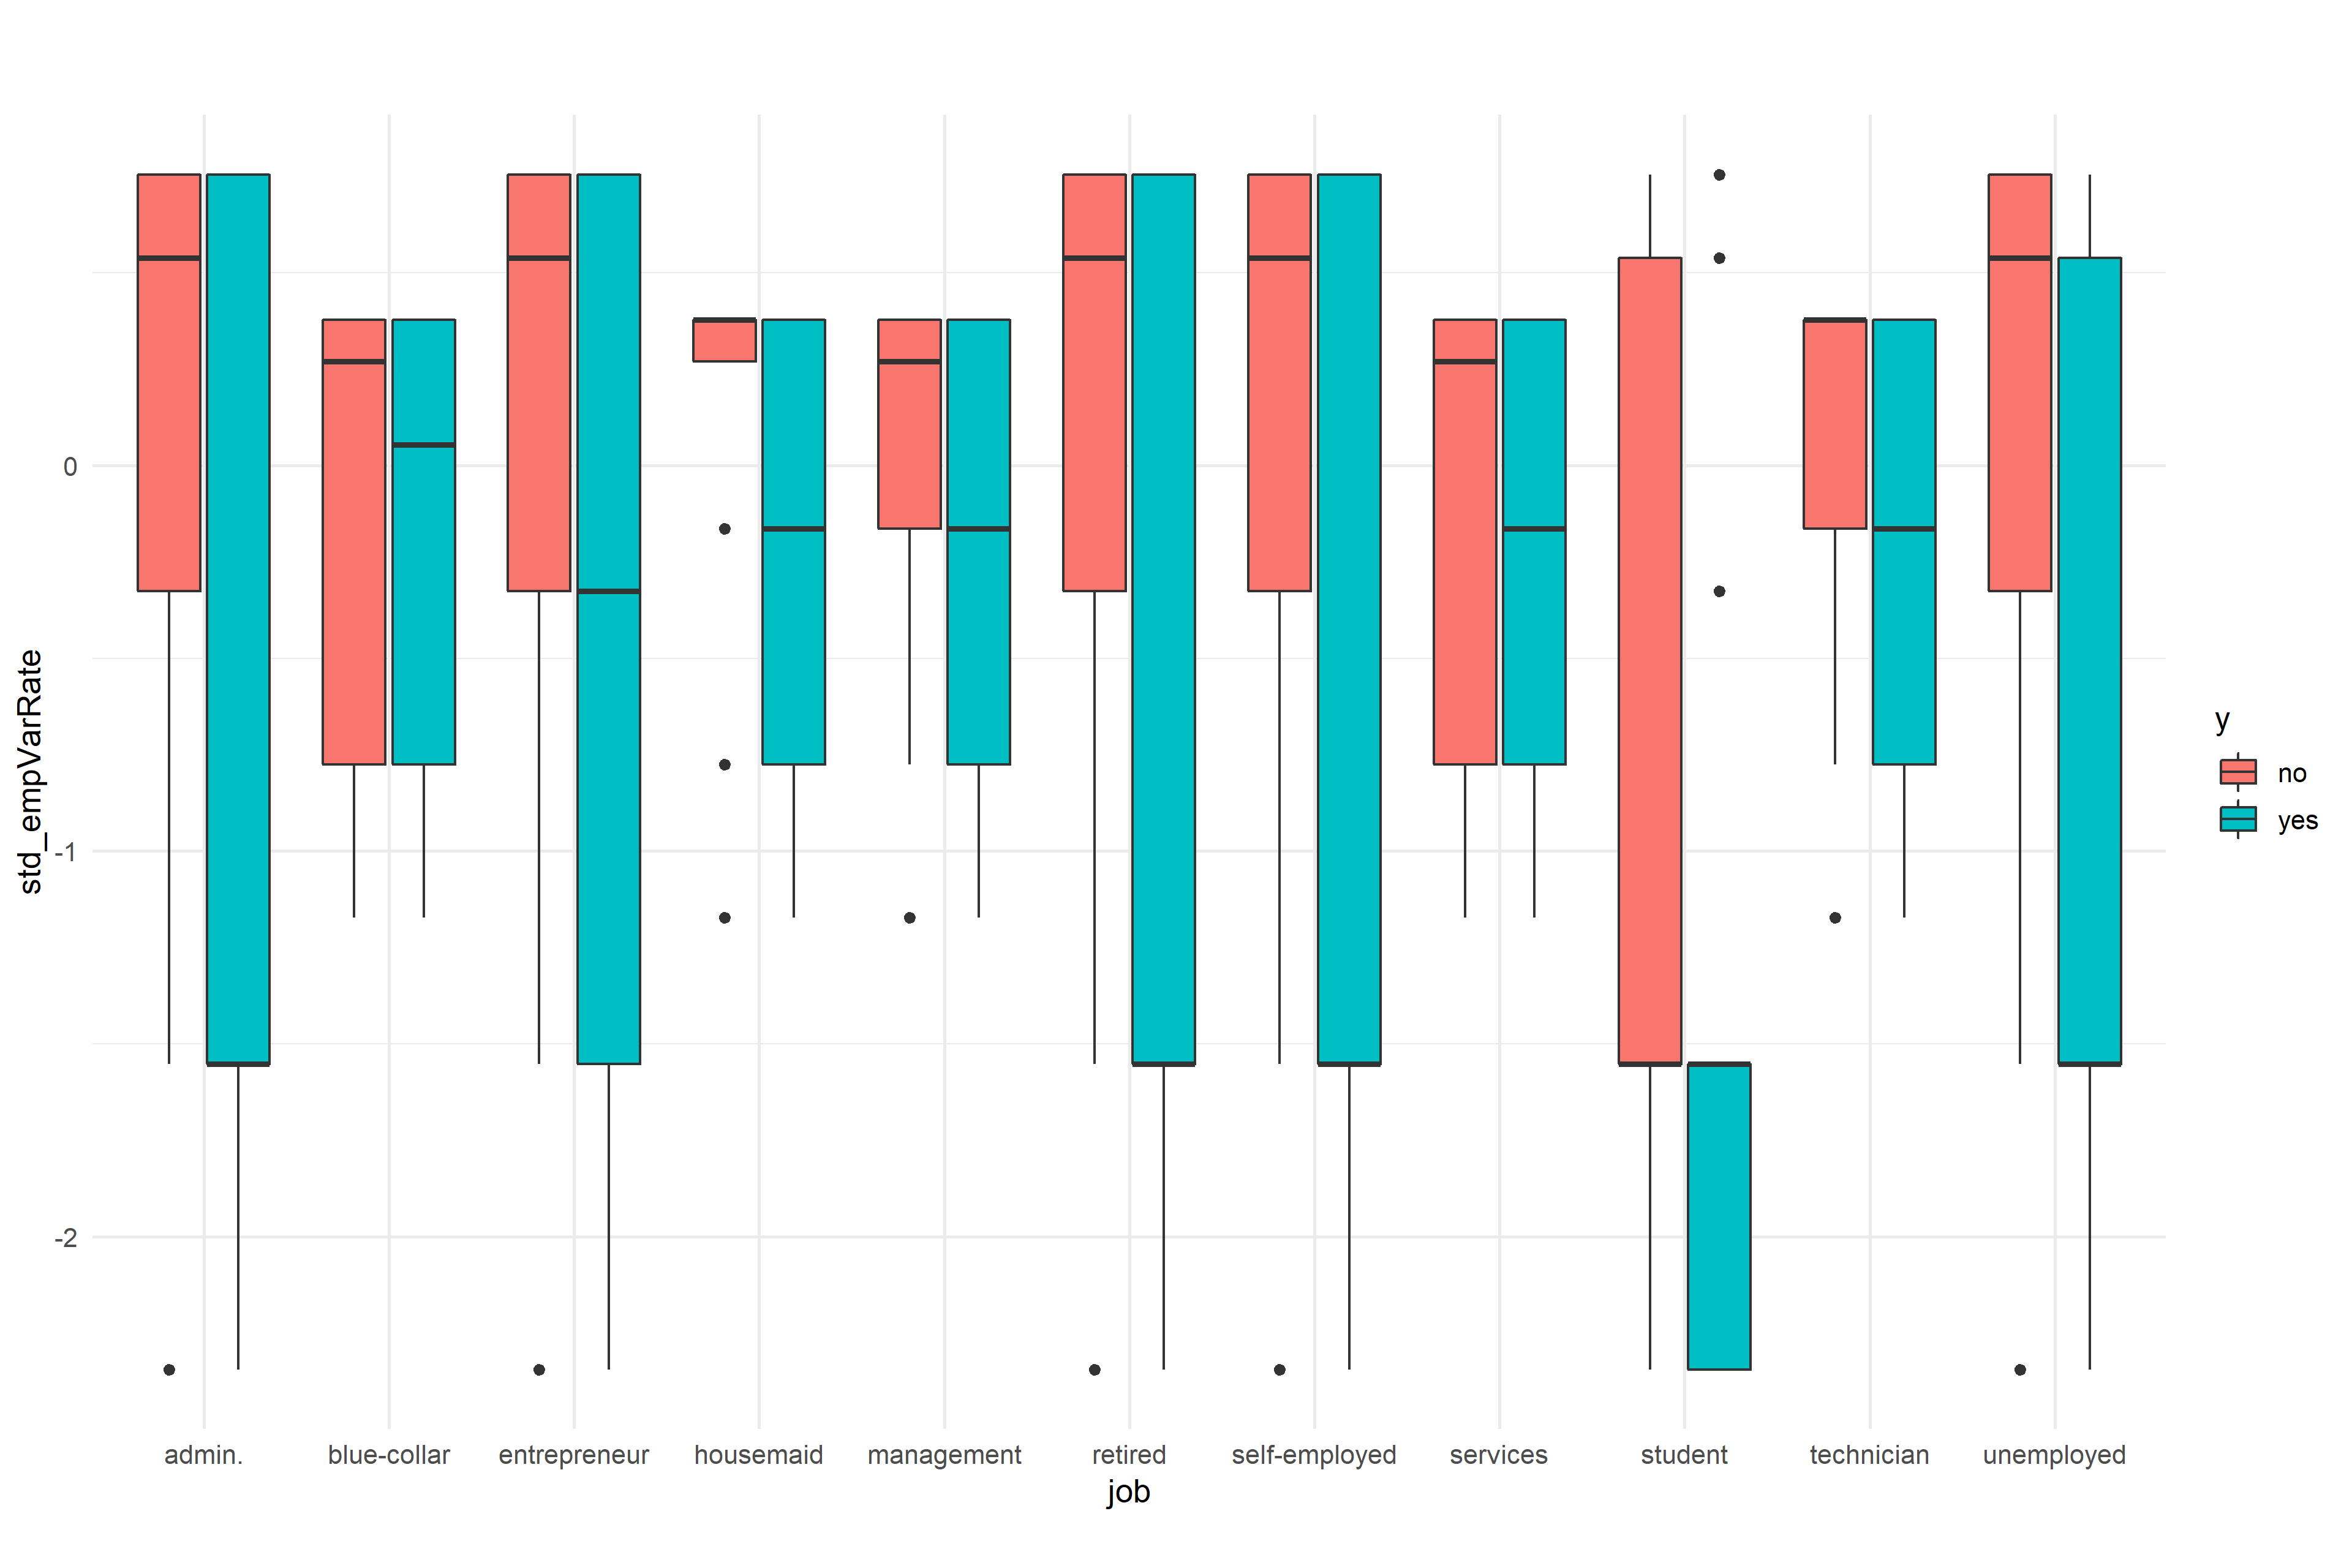 std_empVarRate
0
-1
-2
admin.
blue-collar
entrepreneur
housemaid
management
retired
self-employed
services
student
technician
unemployed
job
y
no
yes